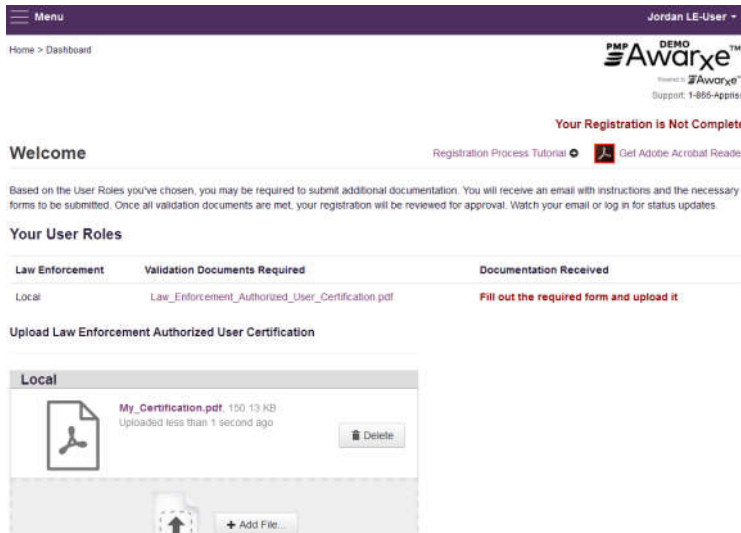 Menu
Jordan LE-User
Home > Dashboard
PMP DEMO
Awarxe™
Powered by Awarxe™
Support: 1-866-Appris
Your Registration is Not Complete
Welcome
Registration Process Tutorial
Get Adobe Acrobat Reade
Based on the User Roles you've chosen, you may be required to submit additional documentation. You will receive an email with instructions and the necessary
forms to be submitted. Once all validation documents are met, your registration will be reviewed for approval. Watch your email or log in for status updates.
Your User Roles
Law Enforcement
Validation Documents Required
Documentation Received
Local
Law_Enforcement_Authorized_User_Certification.pdf
Fill out the required form and upload it
Upload Law Enforcement Authorized User Certification
Local
My_Certification.pdf, 150.13 KB
Uploaded less than 1 second ago
Delete
+ Add File...